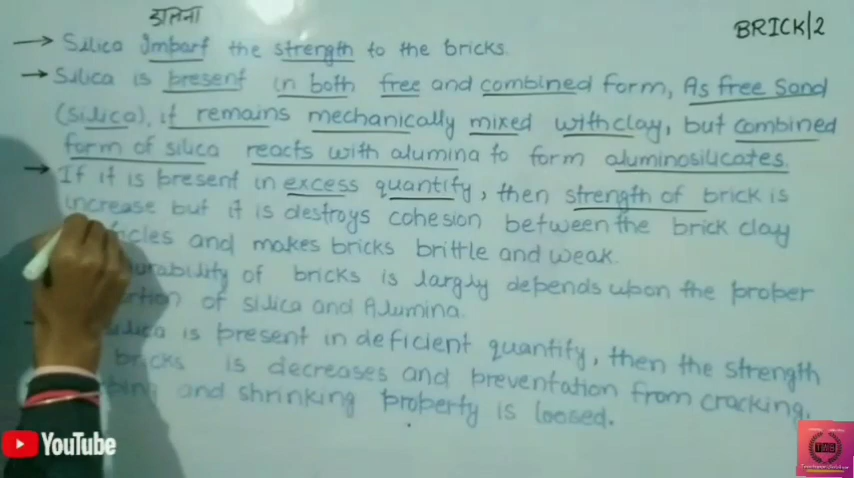 डालना
BRICK/2
→ Silica Impart the strength to the bricks.
→ Silica is present in both free and combined form, As free Sand
(silica), it remains mechanically mixed with clay, but combined
form of silica reacts with alumina to form aluminosilicates.
→ If it is present in excess quantity, then strength of brick is
increase but it is destroys cohesion between the brick clay
and makes bricks brittle and weak.
of bricks is largly depends upon the proper
of silica and Alumina.
is present in deficient quantity, then the strength
bricks is decreases and preventation from cracking,
and shrinking property is loosed.
YouTube